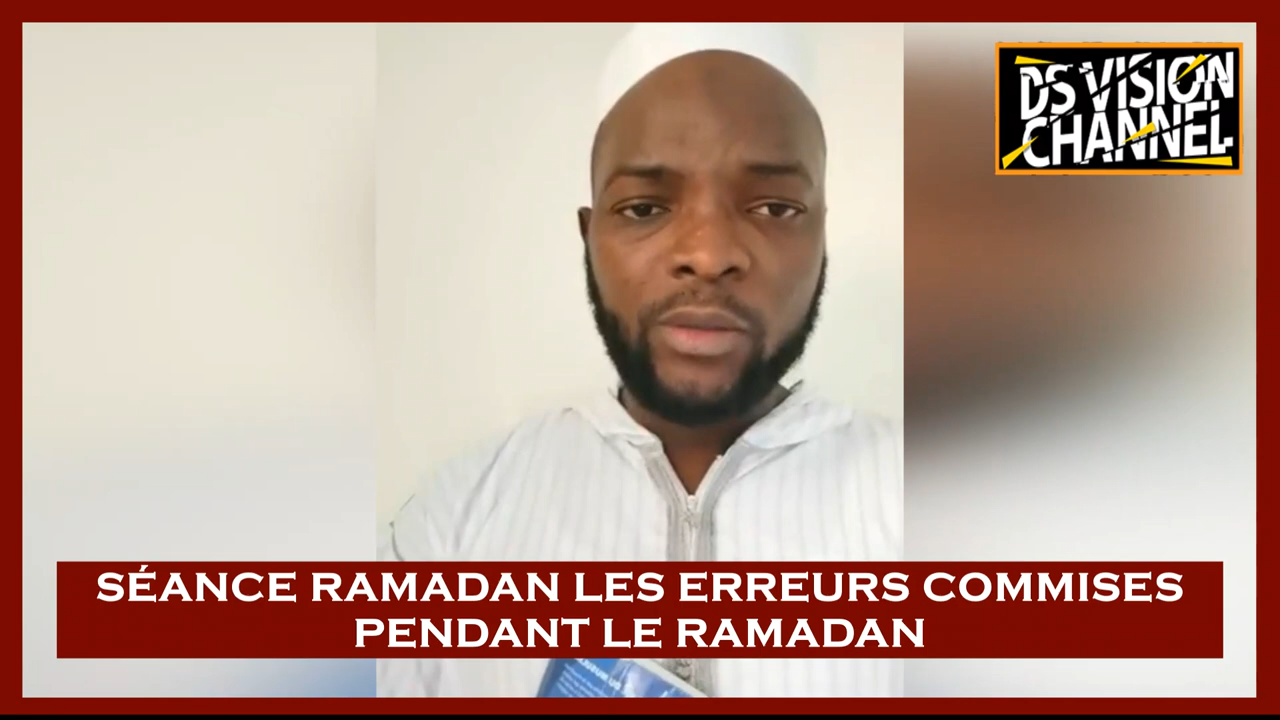 DS VISION
CHANNEL
SÉANCE RAMADAN LES ERREURS COMMISES
PENDANT LE RAMADAN